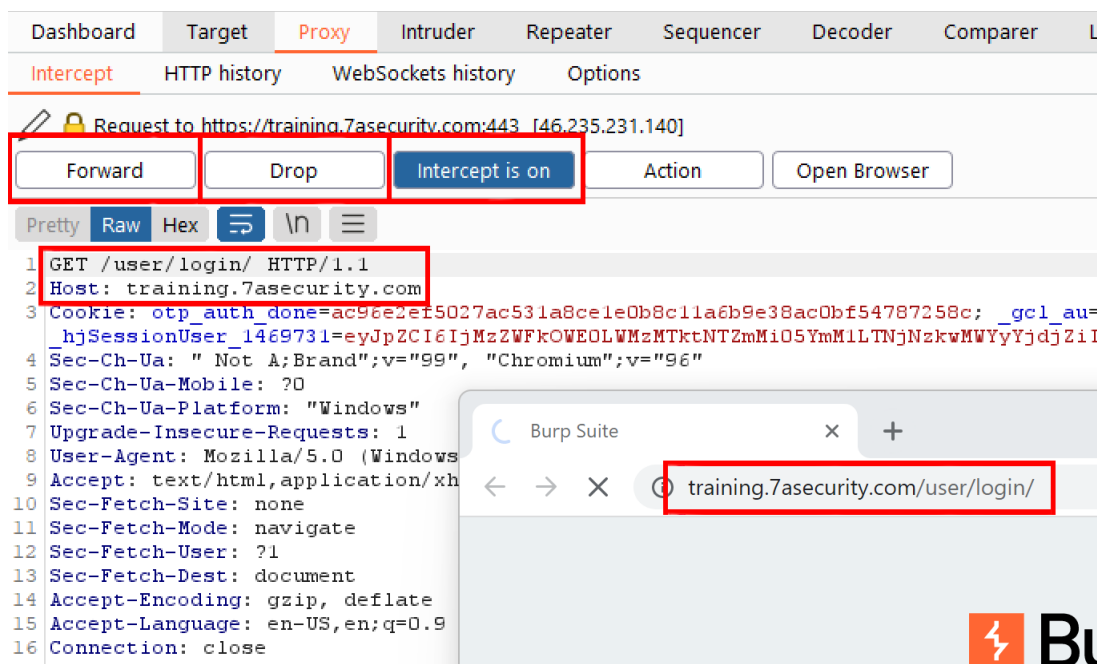 Dashboard Target Proxy Intruder Repeater Sequencer Decoder Comparer L
Intercept HTTP history WebSockets history Options
Request to https://training.7asecurity.com:443 [46.235.231.140]
Forward Drop Intercept is on Action Open Browser
Pretty Raw Hex \n
1 GET /user/login/ HTTP/1.1
2 Host: training.7asecurity.com
3 Cookie: otp_auth_done=ac96e2ef5027ac531a8ce1e0b8c11a6b9e38ac0bf54787258c; _gcl_au=
_hjSessionUser_1469731=eyJpZCI6IjMzZWFkOWE0LWMzMTktNTZmMi05YmM1LTNjNzkwMWYyYjdjZiI
4 Sec-Ch-Ua: " Not A;Brand";v="99", "Chromium";v="96"
5 Sec-Ch-Ua-Mobile: ?0
6 Sec-Ch-Ua-Platform: "Windows"
7 Upgrade-Insecure-Requests: 1
8 User-Agent: Mozilla/5.0 (Windows
9 Accept: text/html,application/xh
10 Sec-Fetch-Site: none
11 Sec-Fetch-Mode: navigate
12 Sec-Fetch-User: ?1
13 Sec-Fetch-Dest: document
14 Accept-Encoding: gzip, deflate
15 Accept-Language: en-US,en;q=0.9
16 Connection: close
Burp Suite
training.7asecurity.com/user/login/
Bu